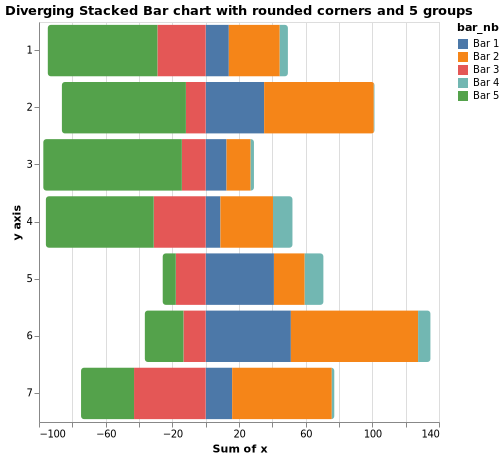 Diverging Stacked Bar chart with rounded corners and 5 groups
bar_nb
Bar 1
Bar 2
Bar 3
Bar 4
Bar 5
y axis
1
2
3
4
5
6
7
−100 −60 −20 20 60 100 140
Sum of x